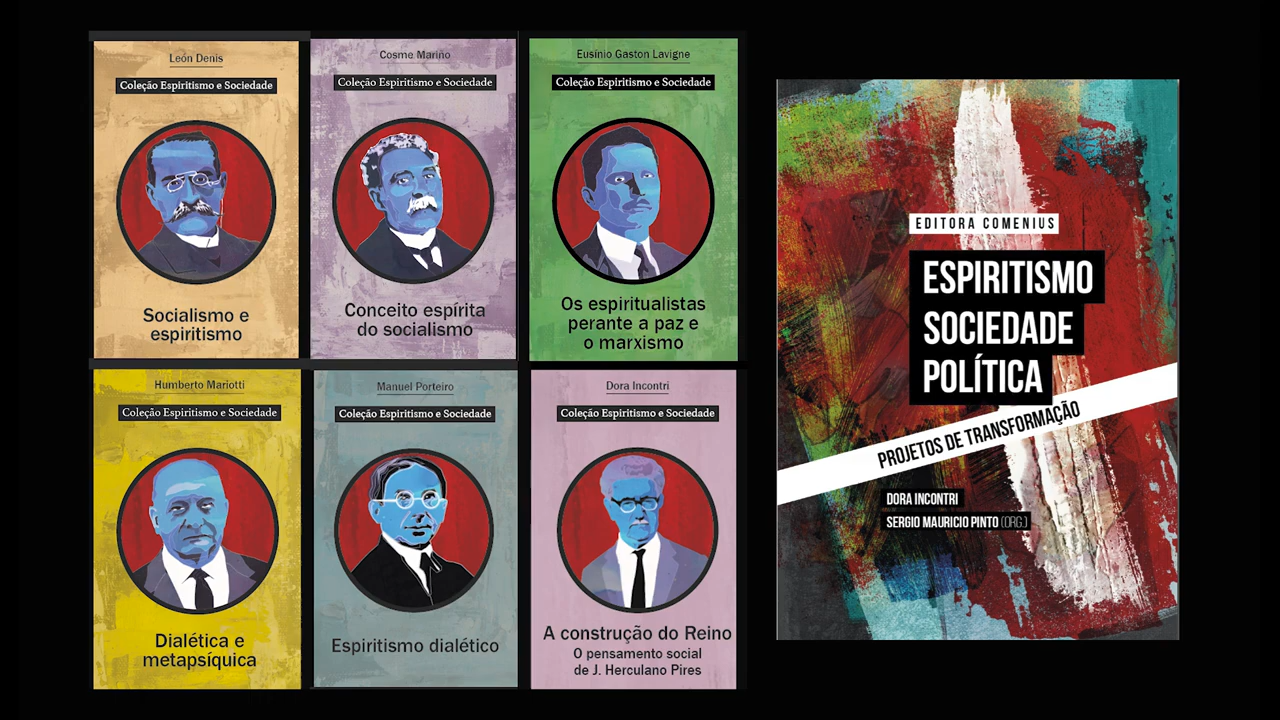 León Denis
Coleção Espiritismo e Sociedade
Socialismo e
espiritismo
Cosme Mariño
Coleção Espiritismo e Sociedade
Conceito espírita
do socialismo
Eusínio Gaston Lavigne
Coleção Espiritismo e Sociedade
Os espiritualistas
perante a paz e
o marxismo
Humberto Mariotti
Coleção Espiritismo e Sociedade
Dialética e
metapsíquica
Manuel Porteiro
Coleção Espiritismo e Sociedade
Espiritismo dialético
Dora Incontri
Coleção Espiritismo e Sociedade
A construção do Reino
O pensamento social
de J. Herculano Pires
EDITORA COMENIUS
ESPIRITISMO
SOCIEDADE
POLÍTICA
PROJETOS DE TRANSFORMAÇÃO
DORA INCONTRI
SERGIO MAURICIO PINTO (ORG.)